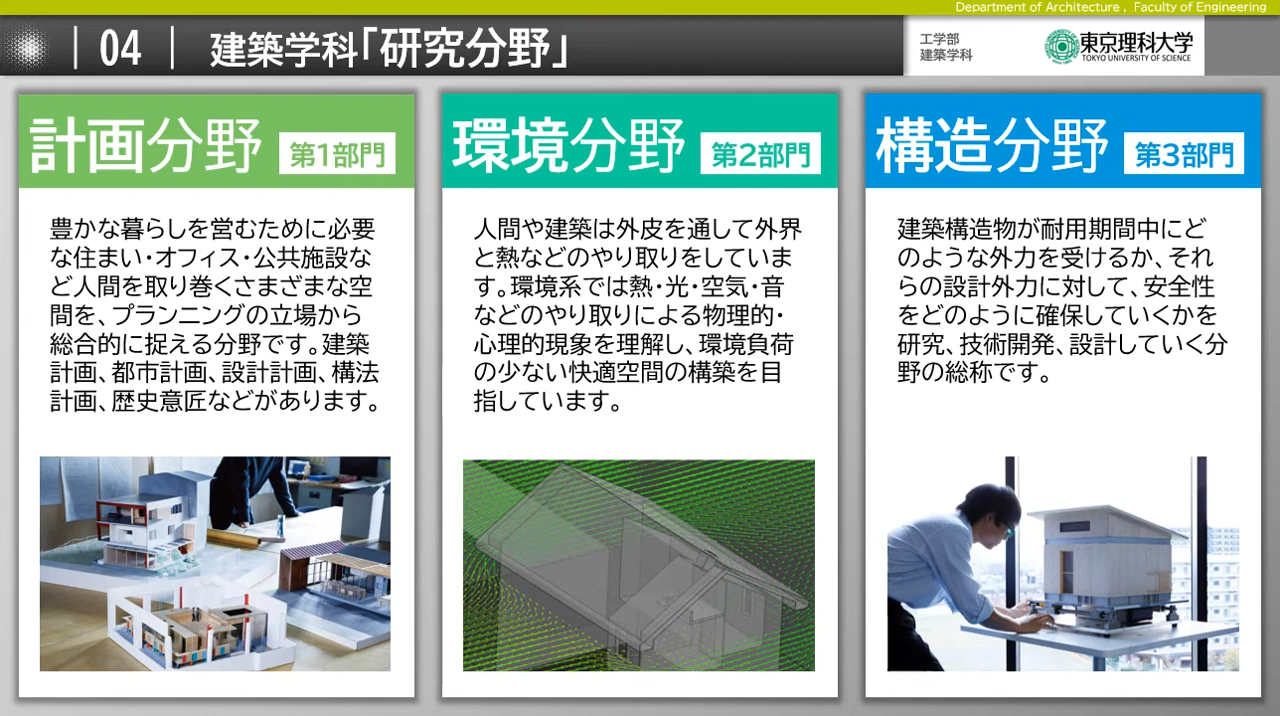 Department of Architecture , Faculty of Engineering
04
建築学科「研究分野」
工学部
建築学科
東京理科大学
TOKYO UNIVERSITY OF SCIENCE
計画分野 第1部門
豊かな暮らしを営むために必要
な住まい・オフィス・公共施設な
ど人間を取り巻くさまざまな空
間を、プランニングの立場から
総合的に捉える分野です。建築
計画、都市計画、設計計画、構法
計画、歴史意匠などがあります。
環境分野 第2部門
人間や建築は外皮を通して外界
と熱などのやり取りをしていま
す。環境系では熱・光・空気・音
などのやり取りによる物理的・
心理的現象を理解し、環境負荷
の少ない快適空間の構築を目
指しています。
構造分野 第3部門
建築構造物が耐用期間中にど
のような外力を受けるか、それ
らの設計外力に対して、安全性
をどのように確保していくかを
研究、技術開発、設計していく分
野の総称です。